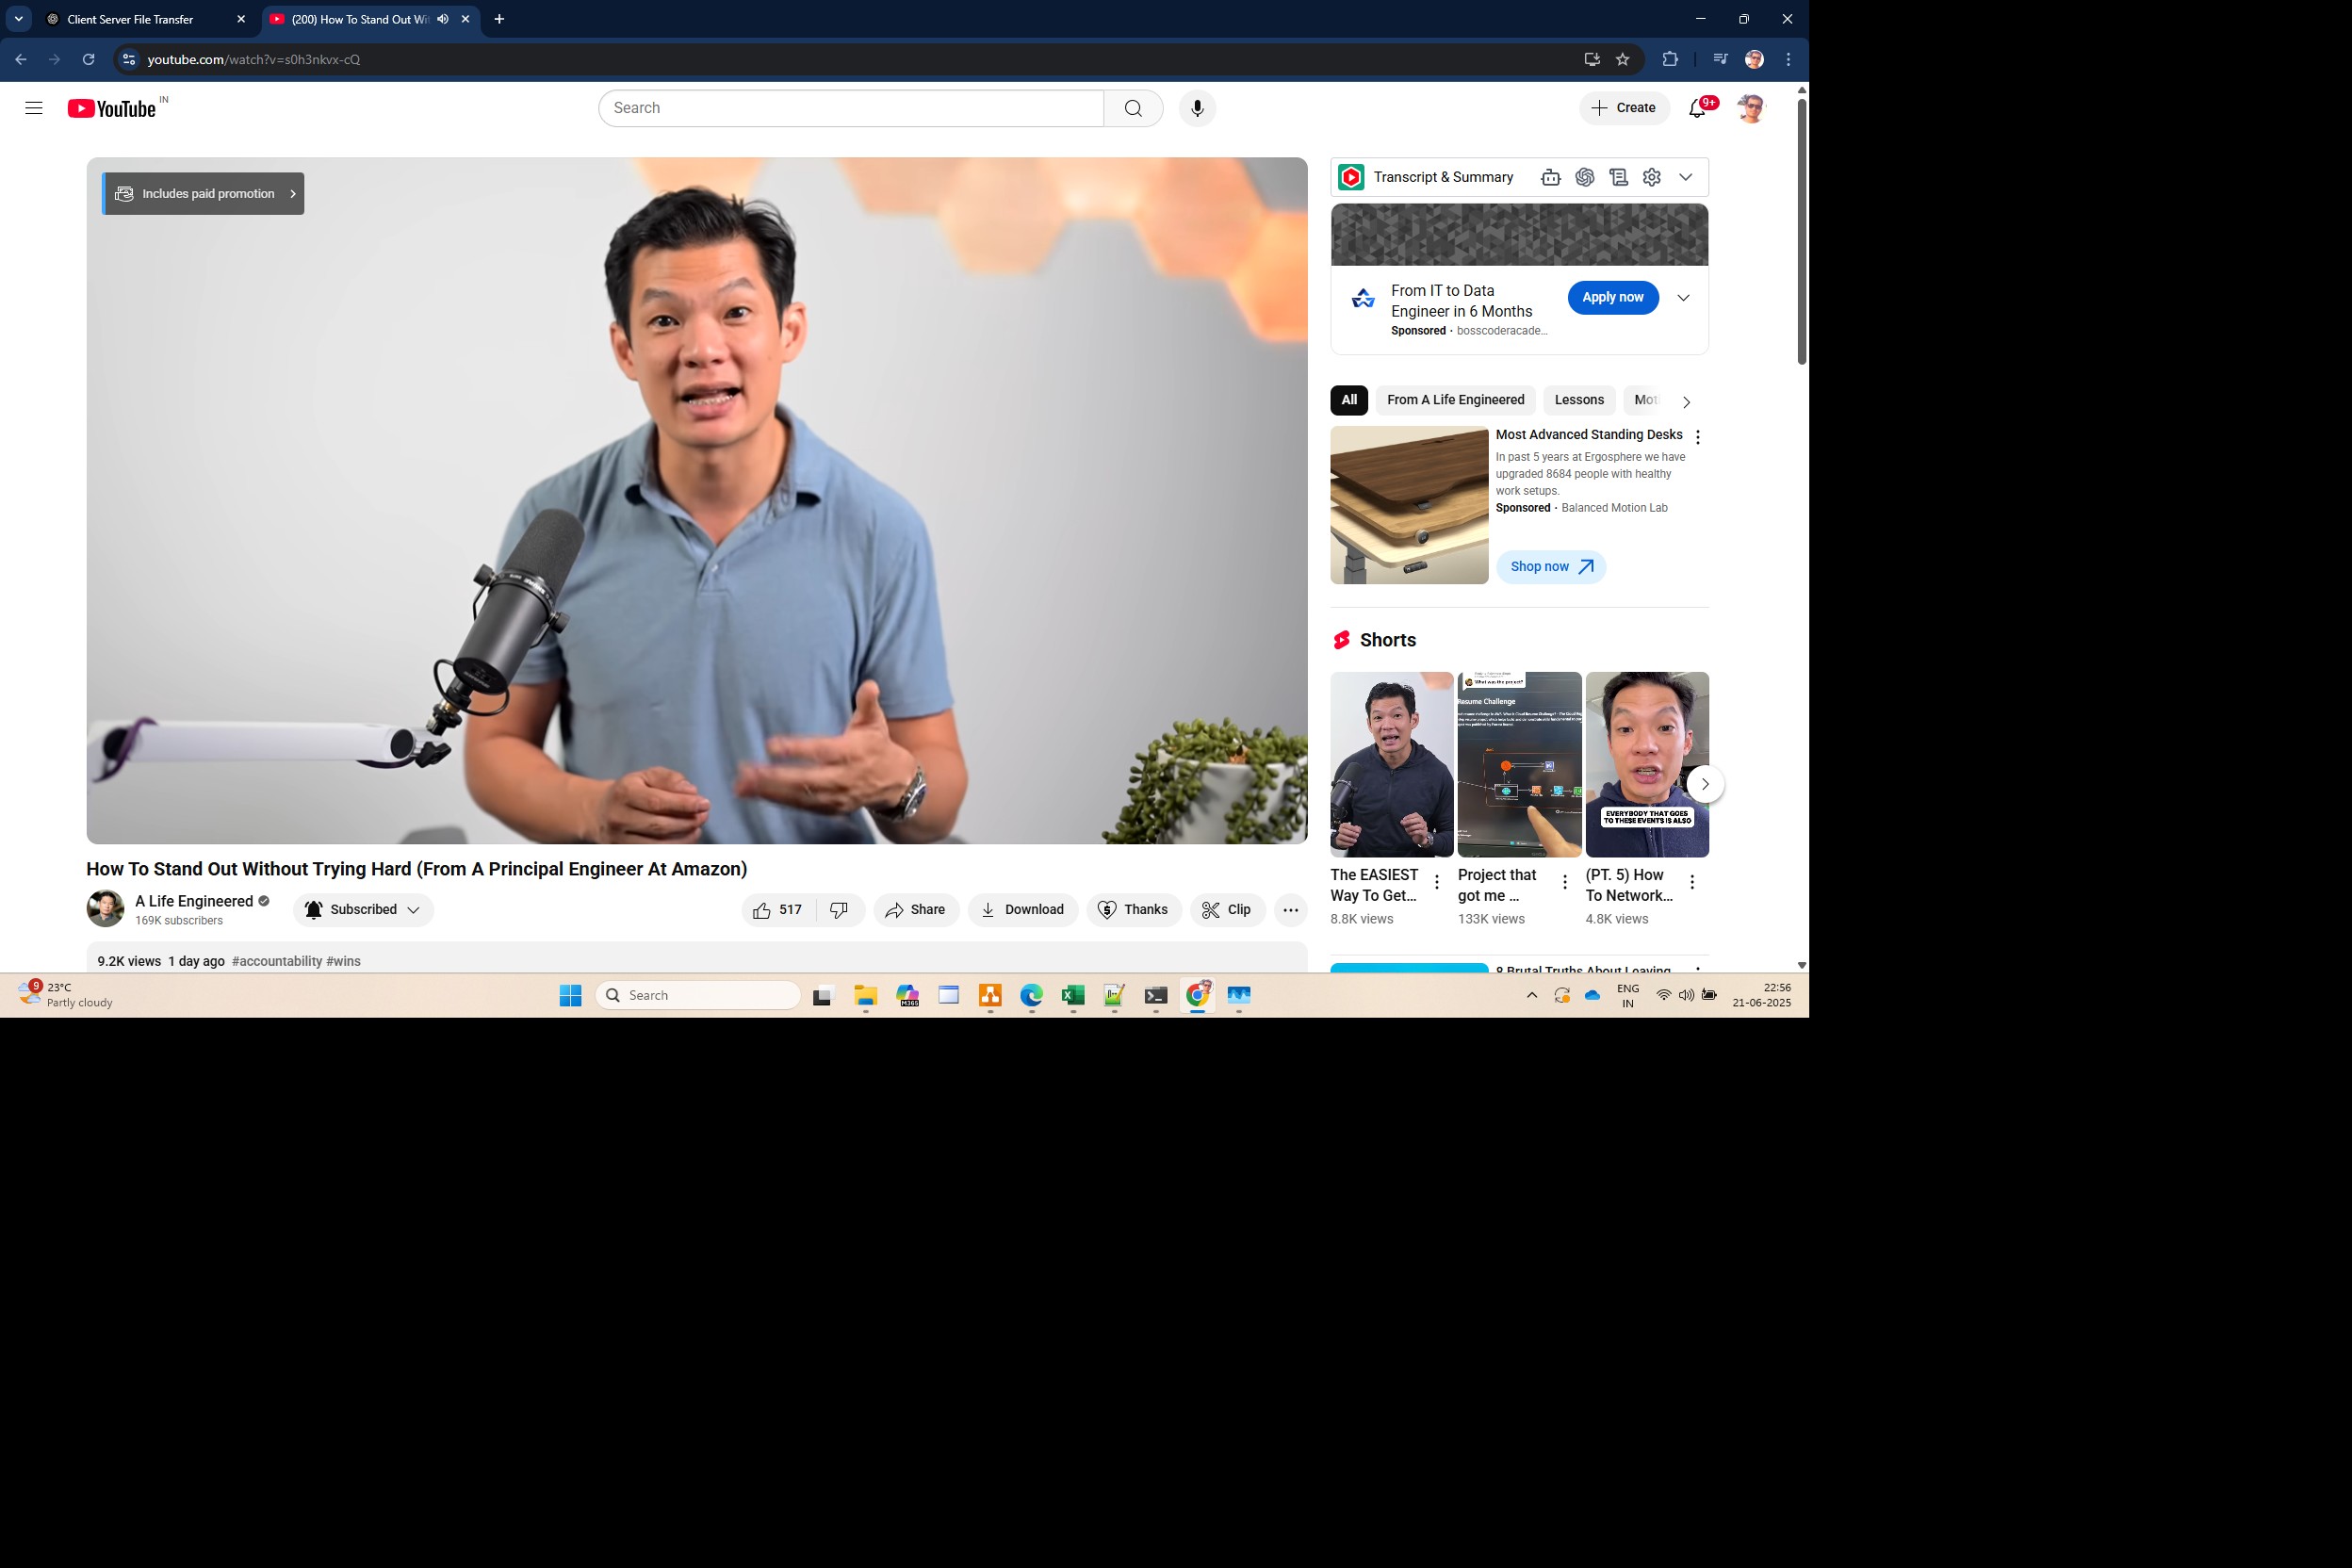 Client Server File Transfer
(200) How To Stand Out Wit
youtube.com/watch?v=s0h3nkvx-cQ
YouTube IN
Search
Create
9+
Includes paid promotion
Transcript & Summary
From IT to Data
Engineer in 6 Months
Sponsored · bosscoderacade...
Apply now
All
From A Life Engineered
Lessons
Mot
Most Advanced Standing Desks
In past 5 years at Ergosphere we have
upgraded 8684 people with healthy
work setups.
Sponsored · Balanced Motion Lab
Shop now
Shorts
What was the project?
Resume Challenge
EVERYBODY THAT GOES
TO THESE EVENTS IS ALSO
The EASIEST
Way To Get...
8.8K views
Project that
got me ...
133K views
(PT. 5) How
To Network...
4.8K views
8 Brutal Truths About Leaving
How To Stand Out Without Trying Hard (From A Principal Engineer At Amazon)
A Life Engineered
169K subscribers
Subscribed
517
Share
Download
Thanks
Clip
9.2K views 1 day ago #accountability #wins
9
23°C
Partly cloudy
Search
M365
ENG
IN
22:56
21-06-2025